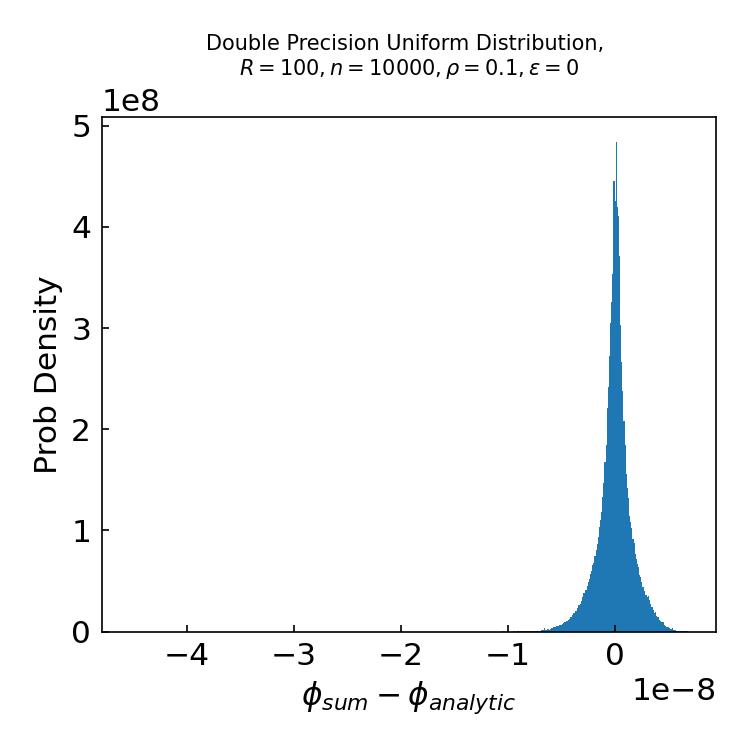 Double Precision Uniform Distribution,
R = 100, n = 10000, ρ = 0.1, ε = 0
1e8
5
4
3
2
1
0
Prob Density
−4 −3 −2 −1 0
1e−8
ϕsum − ϕanalytic